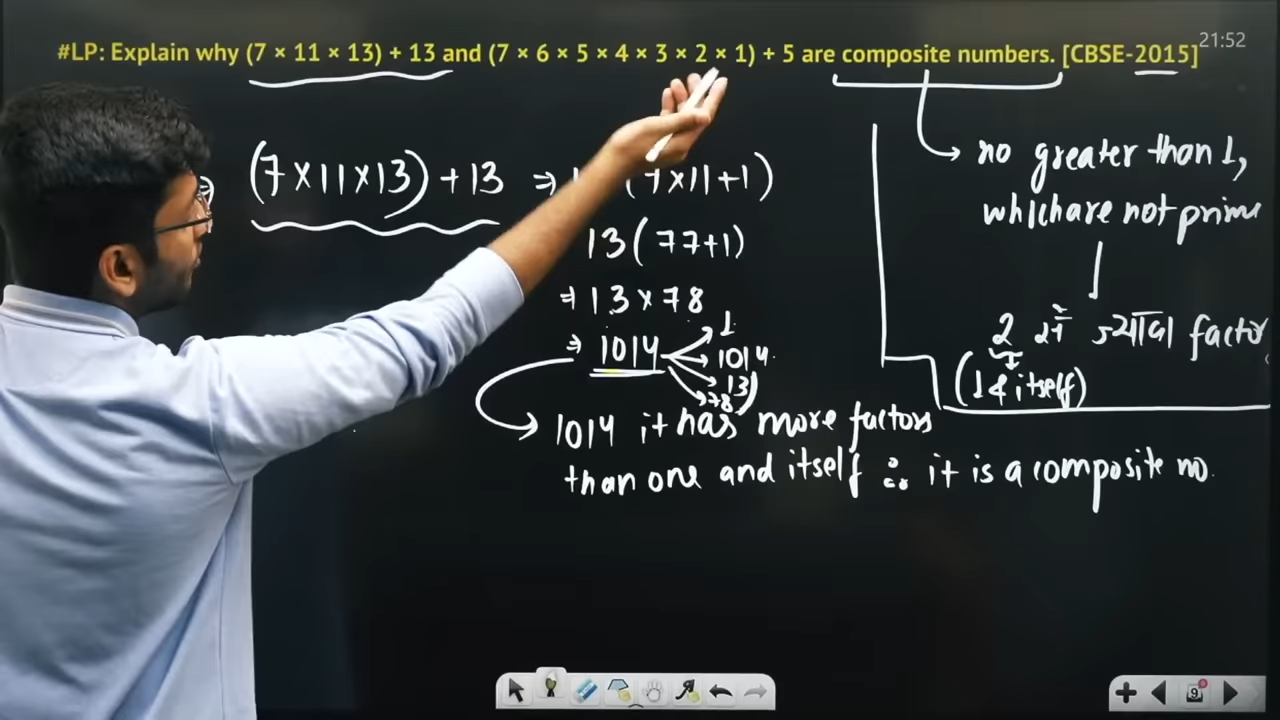 21:52
#LP: Explain why (7 × 11 × 13) + 13 and (7 × 6 × 5 × 4 × 3 × 2 × 1) + 5 are composite numbers. [CBSE-2015]
(7×11×13) + 13 ⇒ (7×11+1)
13(77+1)
⇒ 13×78
⇒ 1014
1
1014
13
78
1014 it has more factors
than one and itself ∴ it is a composite no.
no greater than 1,
which are not prime
2 से ज्यादा factor
(1 & itself)
9